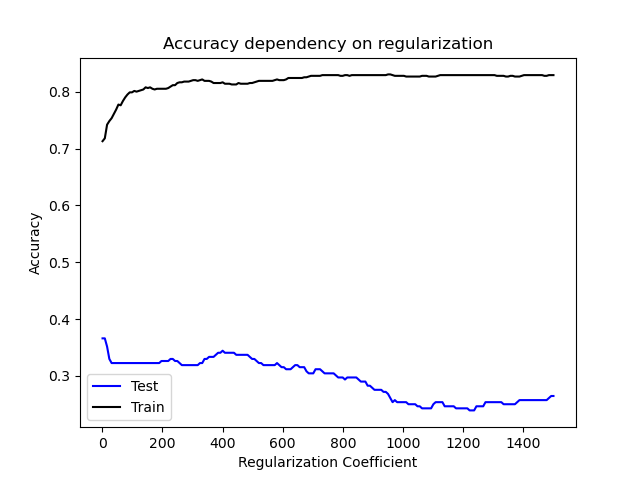 Accuracy dependency on regularization
Accuracy
0.8
0.7
0.6
0.5
0.4
0.3
Test
Train
0 200 400 600 800 1000 1200 1400
Regularization Coefficient